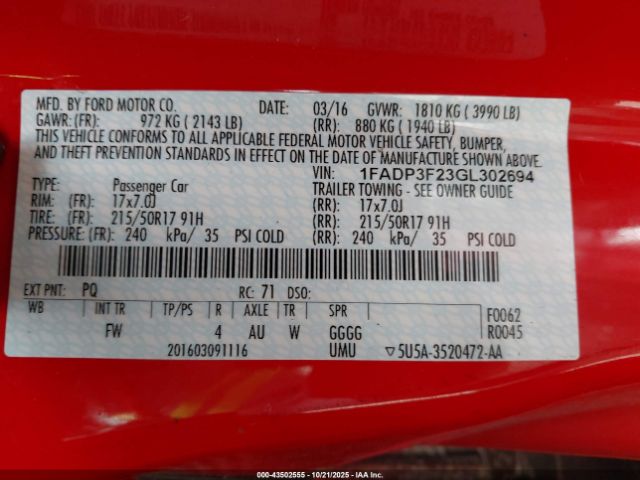 MFD. BY FORD MOTOR CO. DATE: 03/16 GVWR: 1810 KG ( 3990 LB)
GAWR: (FR): 972 KG ( 2143 LB) (RR): 880 KG ( 1940 LB)
THIS VEHICLE CONFORMS TO ALL APPLICABLE FEDERAL MOTOR VEHICLE SAFETY, BUMPER,
AND THEFT PREVENTION STANDARDS IN EFFECT ON THE DATE OF MANUFACTURE SHOWN ABOVE.
VIN: 1FADP3F23GL302694
TYPE: Passenger Car TRAILER TOWING - SEE OWNER GUIDE
RIM: (FR): 17x7.0J (RR): 17x7.0J
TIRE: (FR): 215/50R17 91H (RR): 215/50R17 91H
PRESSURE: (FR): 240 kPa/ 35 PSI COLD (RR): 240 kPa/ 35 PSI COLD
EXT PNT: PQ RC: 71 DSO:
WB INT TR TP/PS R AXLE TR SPR F0062
FW 4 AU W GGGG R0045
201603091116 UMU ▽5U5A-3520472-AA
000-43502555 | 10/21/2025 | IAA Inc.